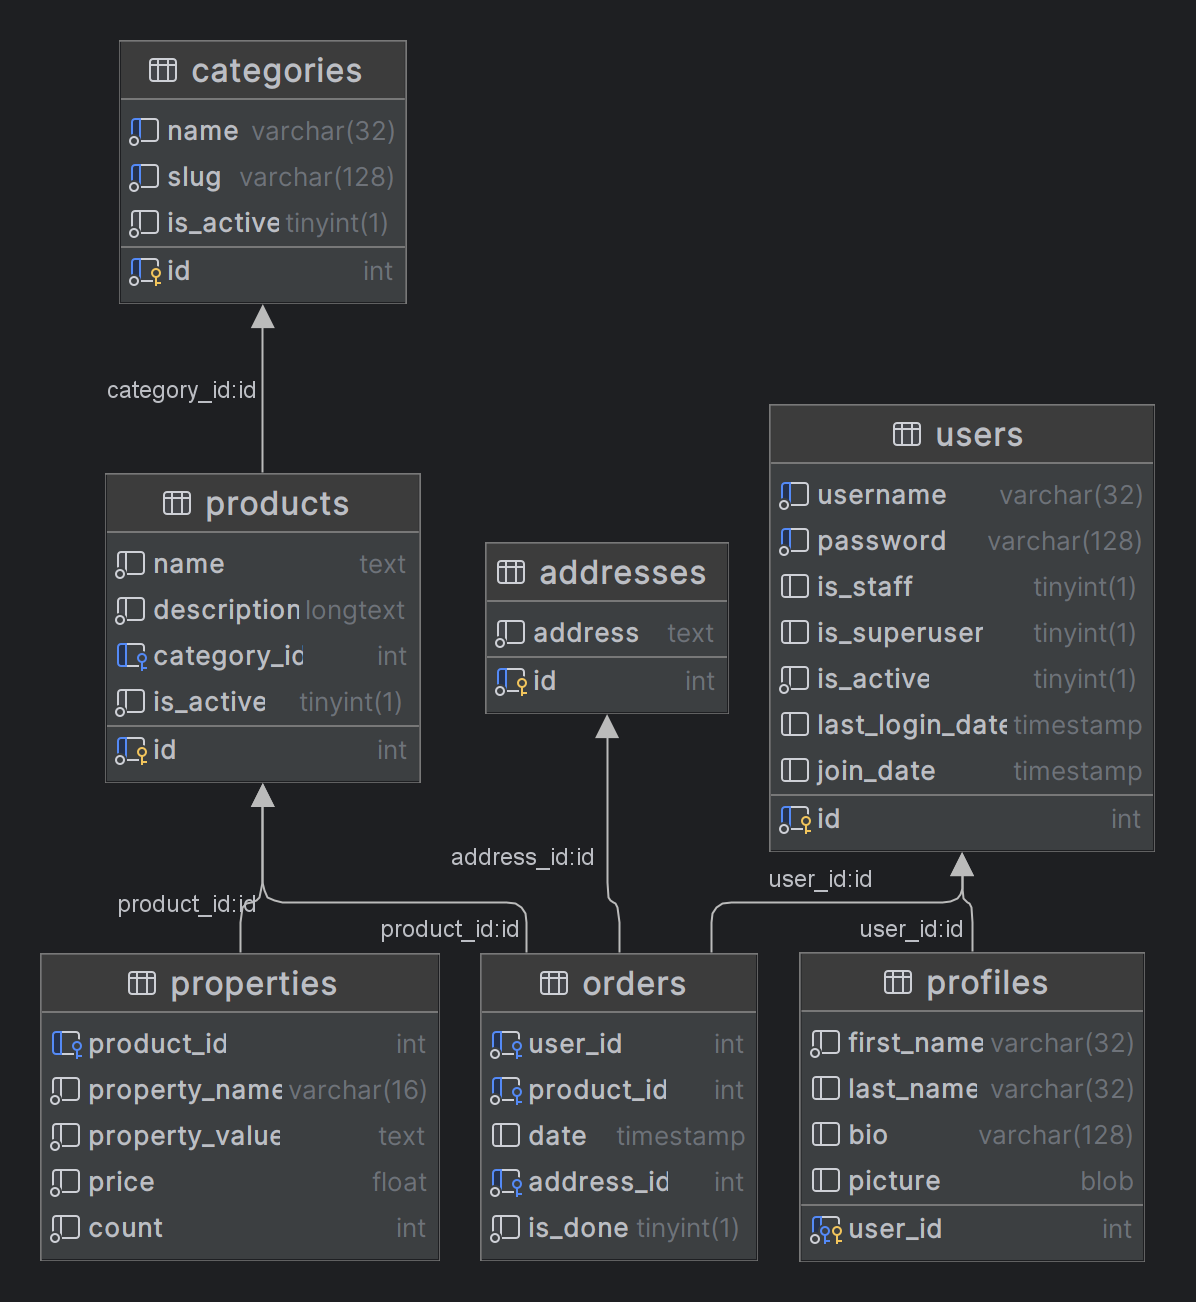 categories
name varchar(32)
slug varchar(128)
is_active tinyint(1)
id int
category_id:id
products
name text
description longtext
category_id int
is_active tinyint(1)
id int
addresses
address text
id int
users
username varchar(32)
password varchar(128)
is_staff tinyint(1)
is_superuser tinyint(1)
is_active tinyint(1)
last_login_date timestamp
join_date timestamp
id int
product_id:id
product_id:id
address_id:id
user_id:id
user_id:id
properties
product_id int
property_name varchar(16)
property_value text
price float
count int
orders
user_id int
product_id int
date timestamp
address_id int
is_done tinyint(1)
profiles
first_name varchar(32)
last_name varchar(32)
bio varchar(128)
picture blob
user_id int